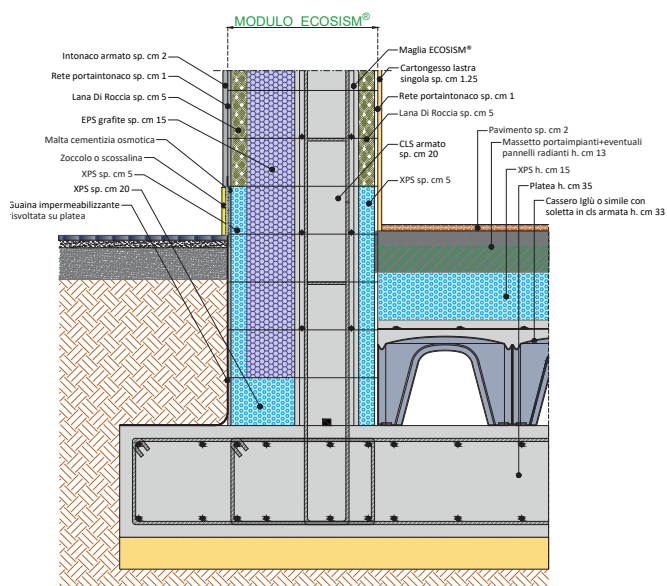 MODULO ECOSISM®
Intonaco armato sp. cm 2
Rete portaintonaco sp. cm 1
Lana Di Roccia sp. cm 5
EPS grafite sp. cm 15
Malta cementizia osmotica
Zoccolo o scossalina
XPS sp. cm 5
XPS sp. cm 20
Guaina impermeabilizzante
risvoltata su platea
Maglia ECOSISM®
Cartongesso lastra
singola sp. cm 1.25
Rete portaintonaco sp. cm 1
Lana Di Roccia sp. cm 5
CLS armato
sp. cm 20
XPS sp. cm 5
Pavimento sp. cm 2
Massetto portaimpianti+eventuali
pannelli radianti h. cm 13
XPS h. cm 15
Platea h. cm 35
Cassero Iglù o simile con
soletta in cls armata h. cm 33